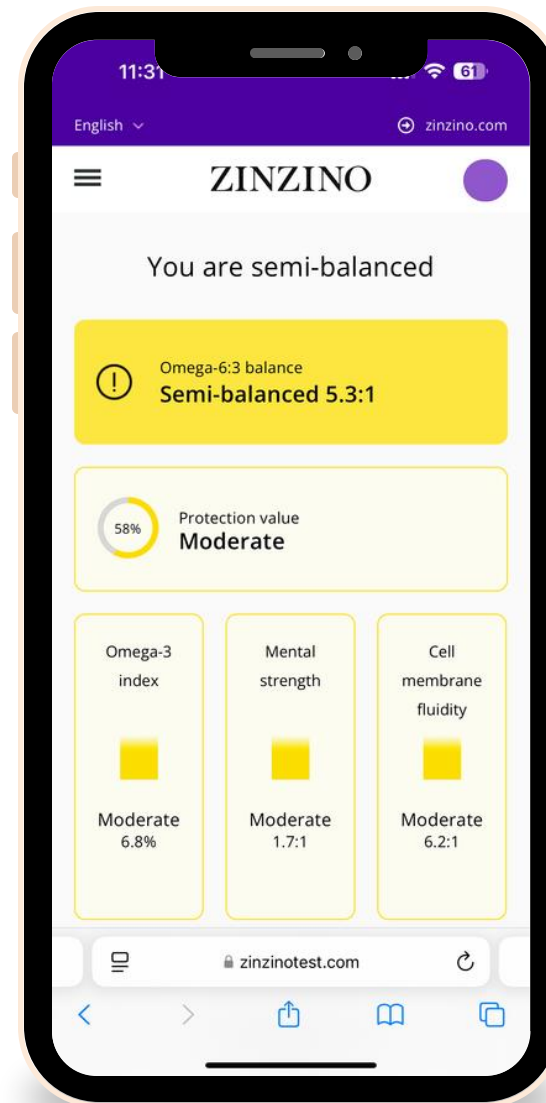 11:31
61
English
zinzino.com
ZINZINO
You are semi-balanced
Omega-6:3 balance
Semi-balanced 5.3:1
58%
Protection value
Moderate
Omega-3
index
Moderate
6.8%
Mental
strength
Moderate
1.7:1
Cell
membrane
fluidity
Moderate
6.2:1
zinzinotest.com